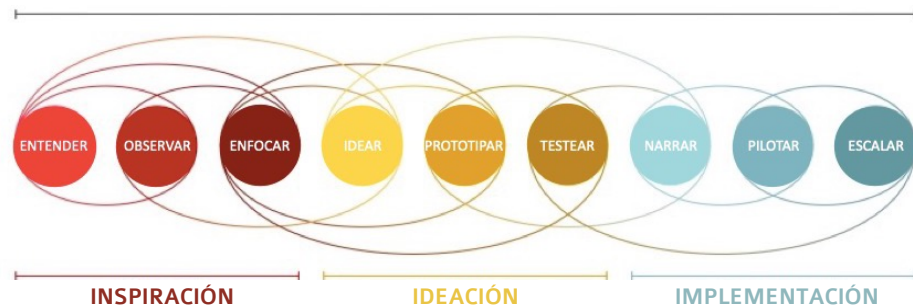 ENTENDER OBSERVAR ENFOCAR IDEAR PROTOTIPAR TESTEAR NARRAR PILOTAR ESCALAR
INSPIRACIÓN IDEACIÓN IMPLEMENTACIÓN